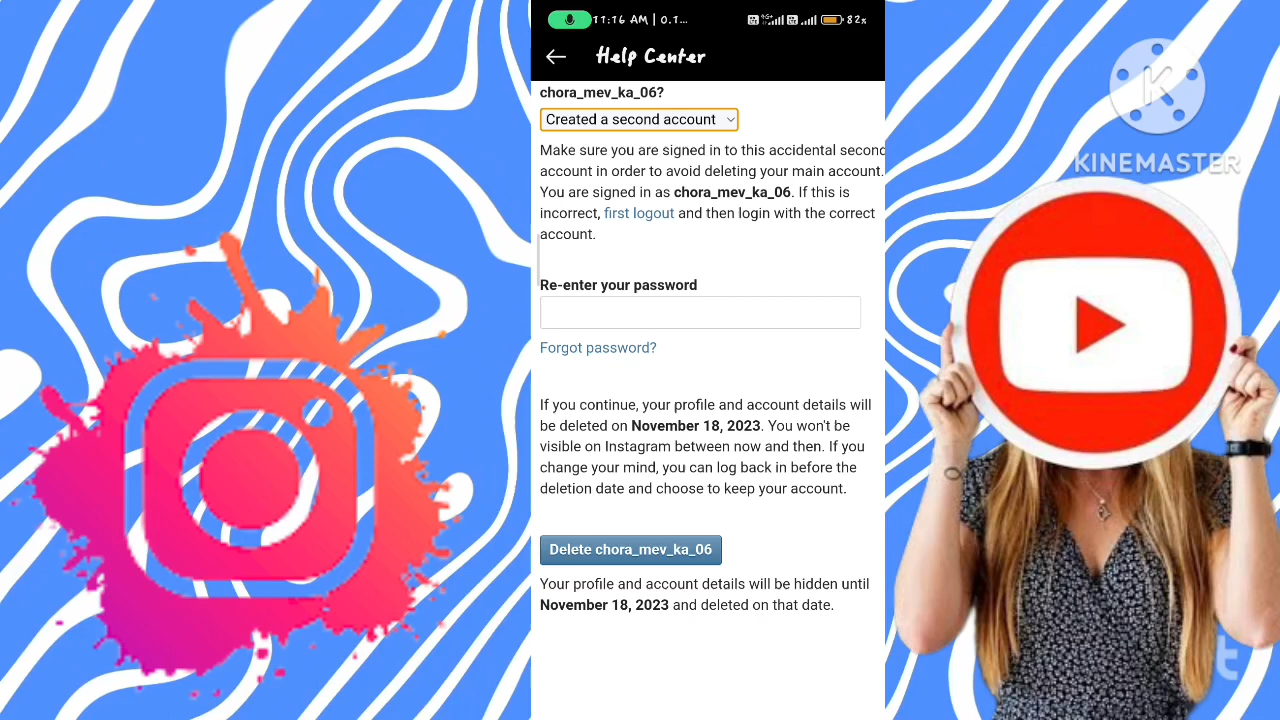 11:16 AM | 0.1...
82%
Help Center
chora_mev_ka_06?
Created a second account
Make sure you are signed in to this accidental second
account in order to avoid deleting your main account.
You are signed in as chora_mev_ka_06. If this is
incorrect, first logout and then login with the correct
account.
Re-enter your password
Forgot password?
If you continue, your profile and account details will
be deleted on November 18, 2023. You won't be
visible on Instagram between now and then. If you
change your mind, you can log back in before the
deletion date and choose to keep your account.
Delete chora_mev_ka_06
Your profile and account details will be hidden until
November 18, 2023 and deleted on that date.
K
KINEMASTER
t